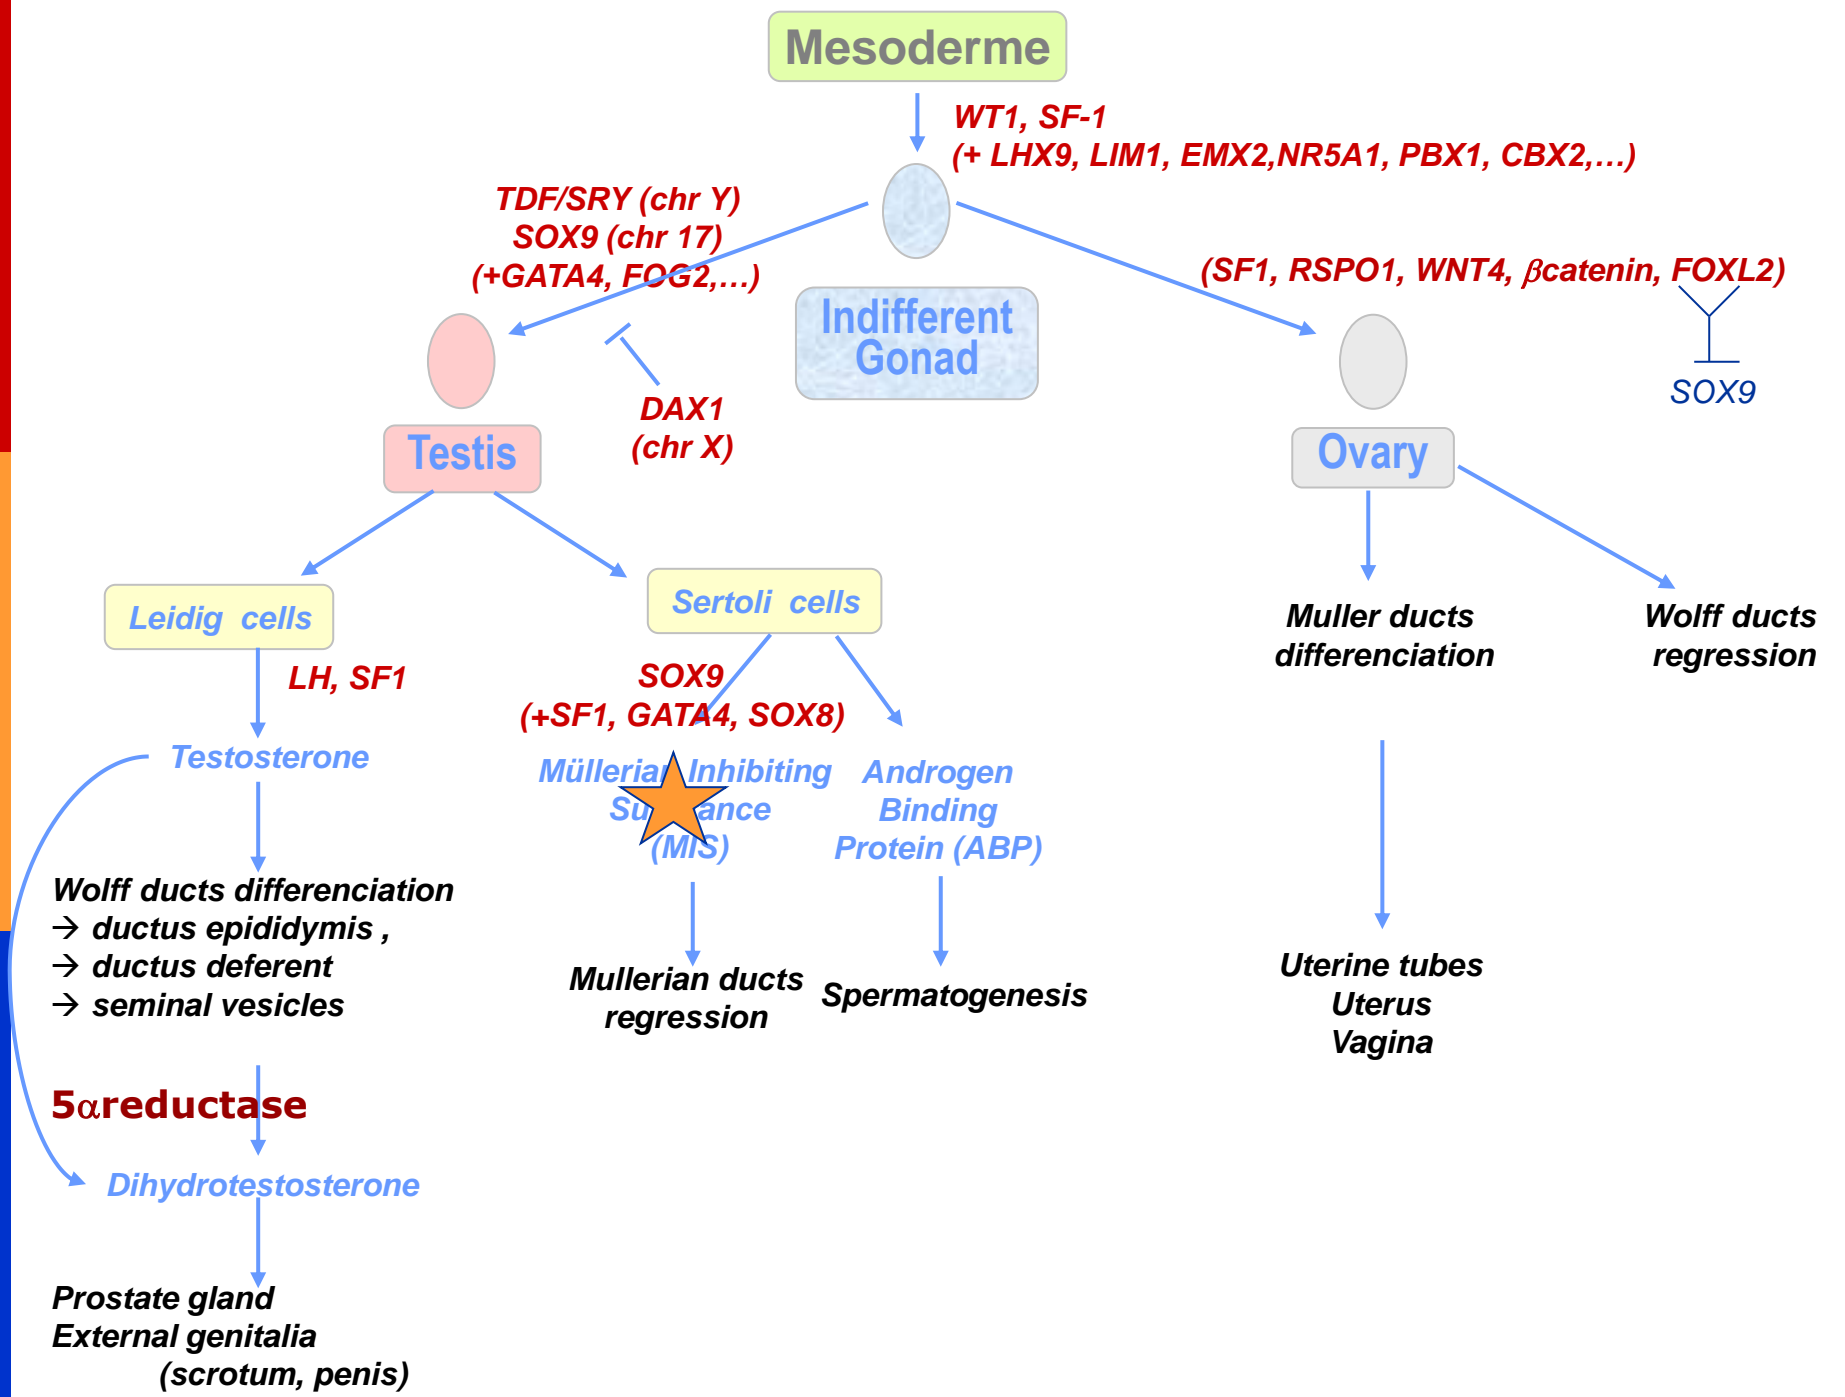 Mesoderme
WT1, SF-1
(+ LHX9, LIM1, EMX2,NR5A1, PBX1, CBX2,…)
TDF/SRY (chr Y)
SOX9 (chr 17)
(+GATA4, FOG2,…)
(SF1, RSPO1, WNT4, βcatenin, FOXL2)
SOX9
Indifferent
Gonad
DAX1
(chr X)
Testis
Ovary
Leidig cells
Sertoli cells
LH, SF1
SOX9
(+SF1, GATA4, SOX8)
Muller ducts
differenciation
Wolff ducts
regression
Testosterone
Müllerian Inhibiting
(MIS)
Androgen
Binding
Protein (ABP)
Wolff ducts differenciation
→ ductus epididymis ,
→ ductus deferent
→ seminal vesicles
Mullerian ducts
regression
Spermatogenesis
Uterine tubes
Uterus
Vagina
5αreductase
Dihydrotestosterone
Prostate gland
External genitalia
(scrotum, penis)